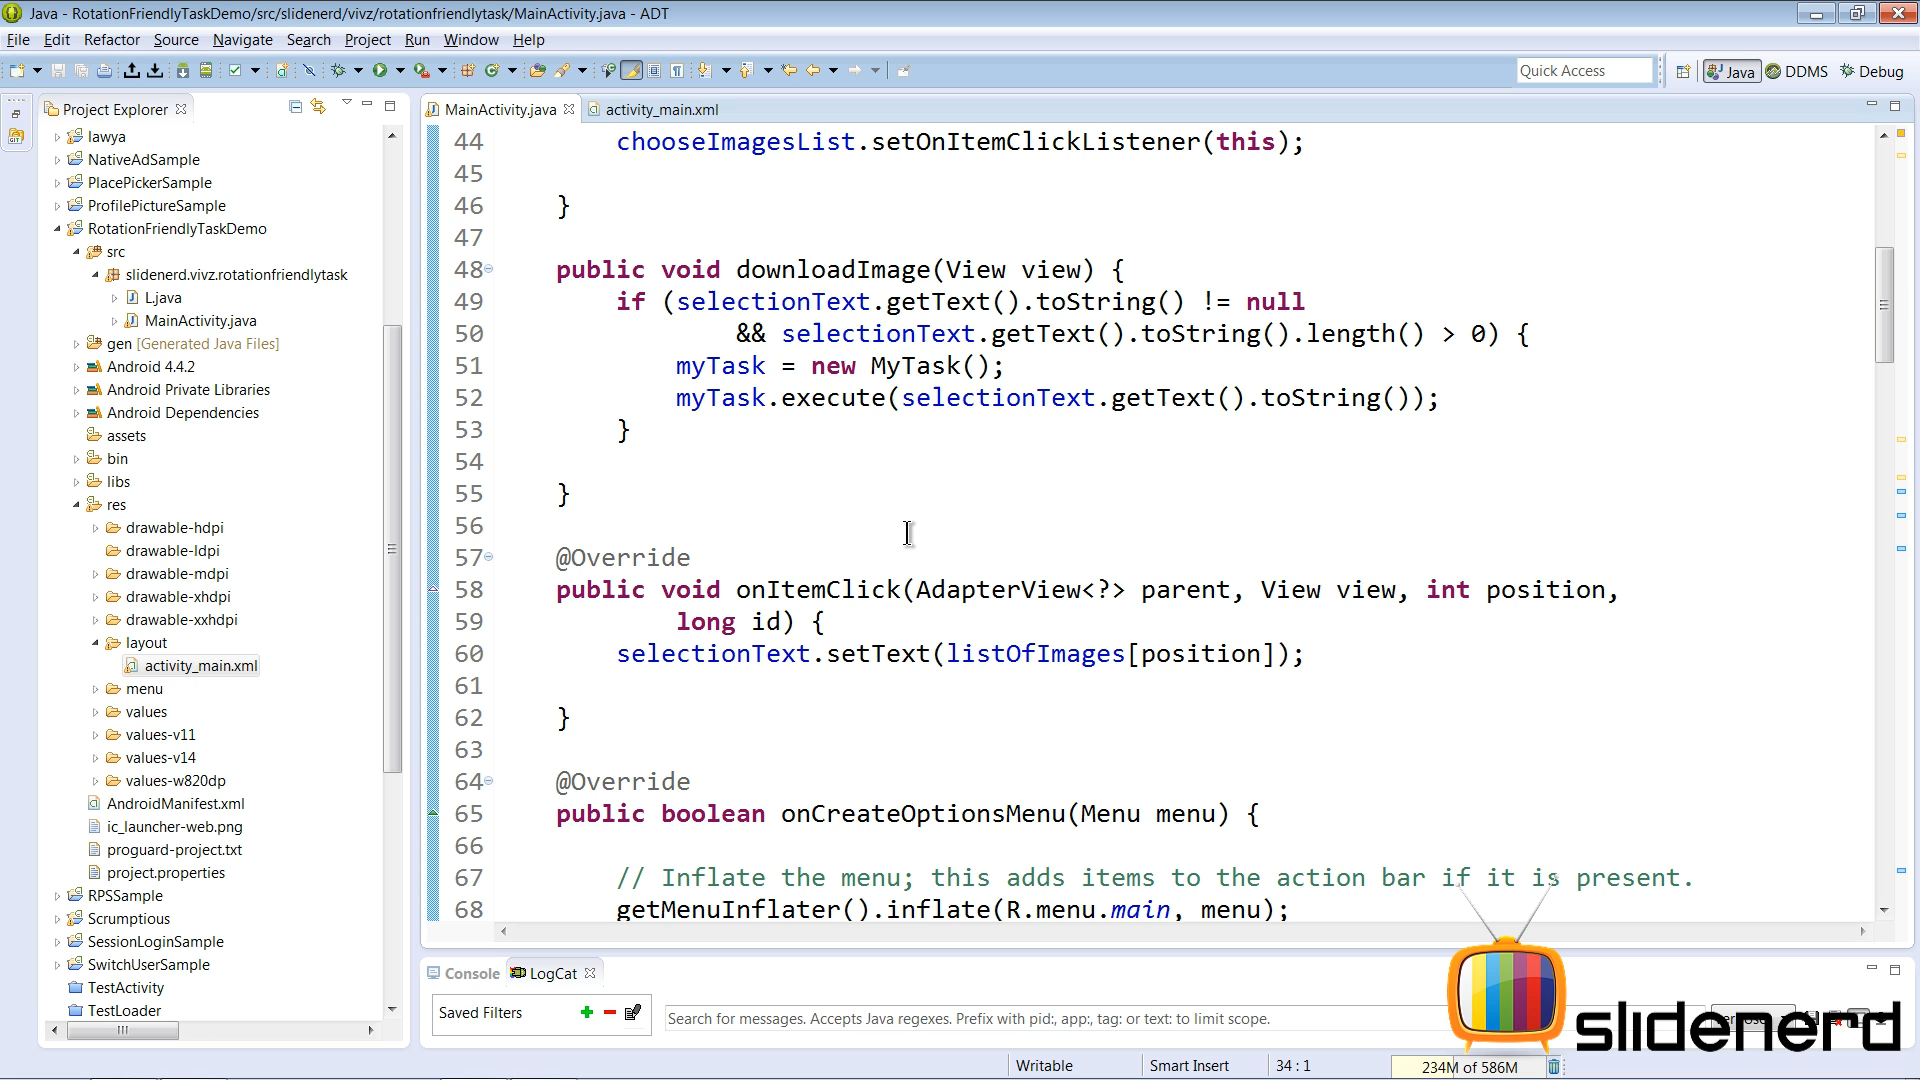 Java - RotationFriendlyTaskDemo/src/slidenerd/vivz/rotationfriendlytask/MainActivity.java - ADT
File Edit Refactor Source Navigate Search Project Run Window Help
Quick Access
Java DDMS Debug
Project Explorer
lawya
NativeAdSample
PlacePickerSample
ProfilePictureSample
RotationFriendlyTaskDemo
src
slidenerd.vivz.rotationfriendlytask
L.java
MainActivity.java
gen [Generated Java Files]
Android 4.4.2
Android Private Libraries
Android Dependencies
assets
bin
libs
res
drawable-hdpi
drawable-ldpi
drawable-mdpi
drawable-xhdpi
drawable-xxhdpi
layout
activity_main.xml
menu
values
values-v11
values-v14
values-w820dp
AndroidManifest.xml
ic_launcher-web.png
proguard-project.txt
project.properties
RPSSample
Scrumptious
SessionLoginSample
SwitchUserSample
TestActivity
TestLoader
MainActivity.java activity_main.xml
44 chooseImagesList.setOnItemClickListener(this);
45
46 }
47
48 public void downloadImage(View view) {
49 if (selectionText.getText().toString() != null
50 && selectionText.getText().toString().length() > 0) {
51 myTask = new MyTask();
52 myTask.execute(selectionText.getText().toString());
53 }
54
55 }
56
57 @Override
58 public void onItemClick(AdapterView<?> parent, View view, int position,
59 long id) {
60 selectionText.setText(listOfImages[position]);
61
62 }
63
64 @Override
65 public boolean onCreateOptionsMenu(Menu menu) {
66
67 // Inflate the menu; this adds items to the action bar if it is present.
68 getMenuInflater().inflate(R.menu.main, menu);
Console LogCat
Saved Filters
Search for messages. Accepts Java regexes. Prefix with pid:, app:, tag: or text: to limit scope.
slidenerd
Writable Smart Insert 34 : 1 234M of 586M